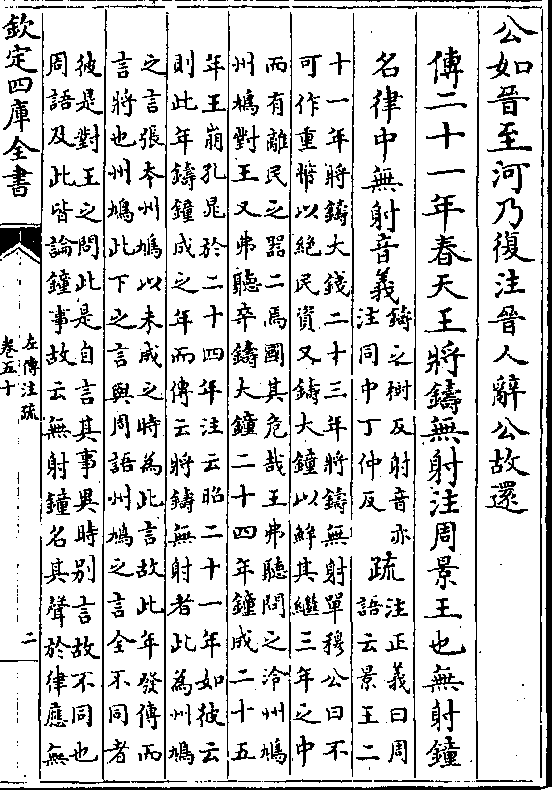 公如晉至河乃復注晉人辭公故還
傳二十一年春天王將鑄無射注周景王也無射鐘
名律中無射音義
鑄之樹反射音亦
注同中丁仲反
疏
注正義曰周
語云景王二
十一年將鑄大錢二十三年將鑄無射單穆公曰不
可作重幣以絕民資又鑄大鐘以鮮其繼三年之中
而有離民之器二焉國其危哉王弗聽問之泠州鳩
州鳩對王又弗聽卒鑄大鐘二十四年鐘成二十五
年王崩孔晁於二十四年注云昭二十一年如彼云
則此年鑄鐘成之年而傳云將鑄無射者此為州鳩
之言張本州鳩以未成之時為此言故此年發傳而
言將也州鳩此下之言與周語州鳩之言全不同者
彼是對王之問此是自言其事異時別言故不同也
周語及此皆論鐘事故云無射鐘名其聲於律應無
欽定四庫全書
左傳注疏
卷五十
二